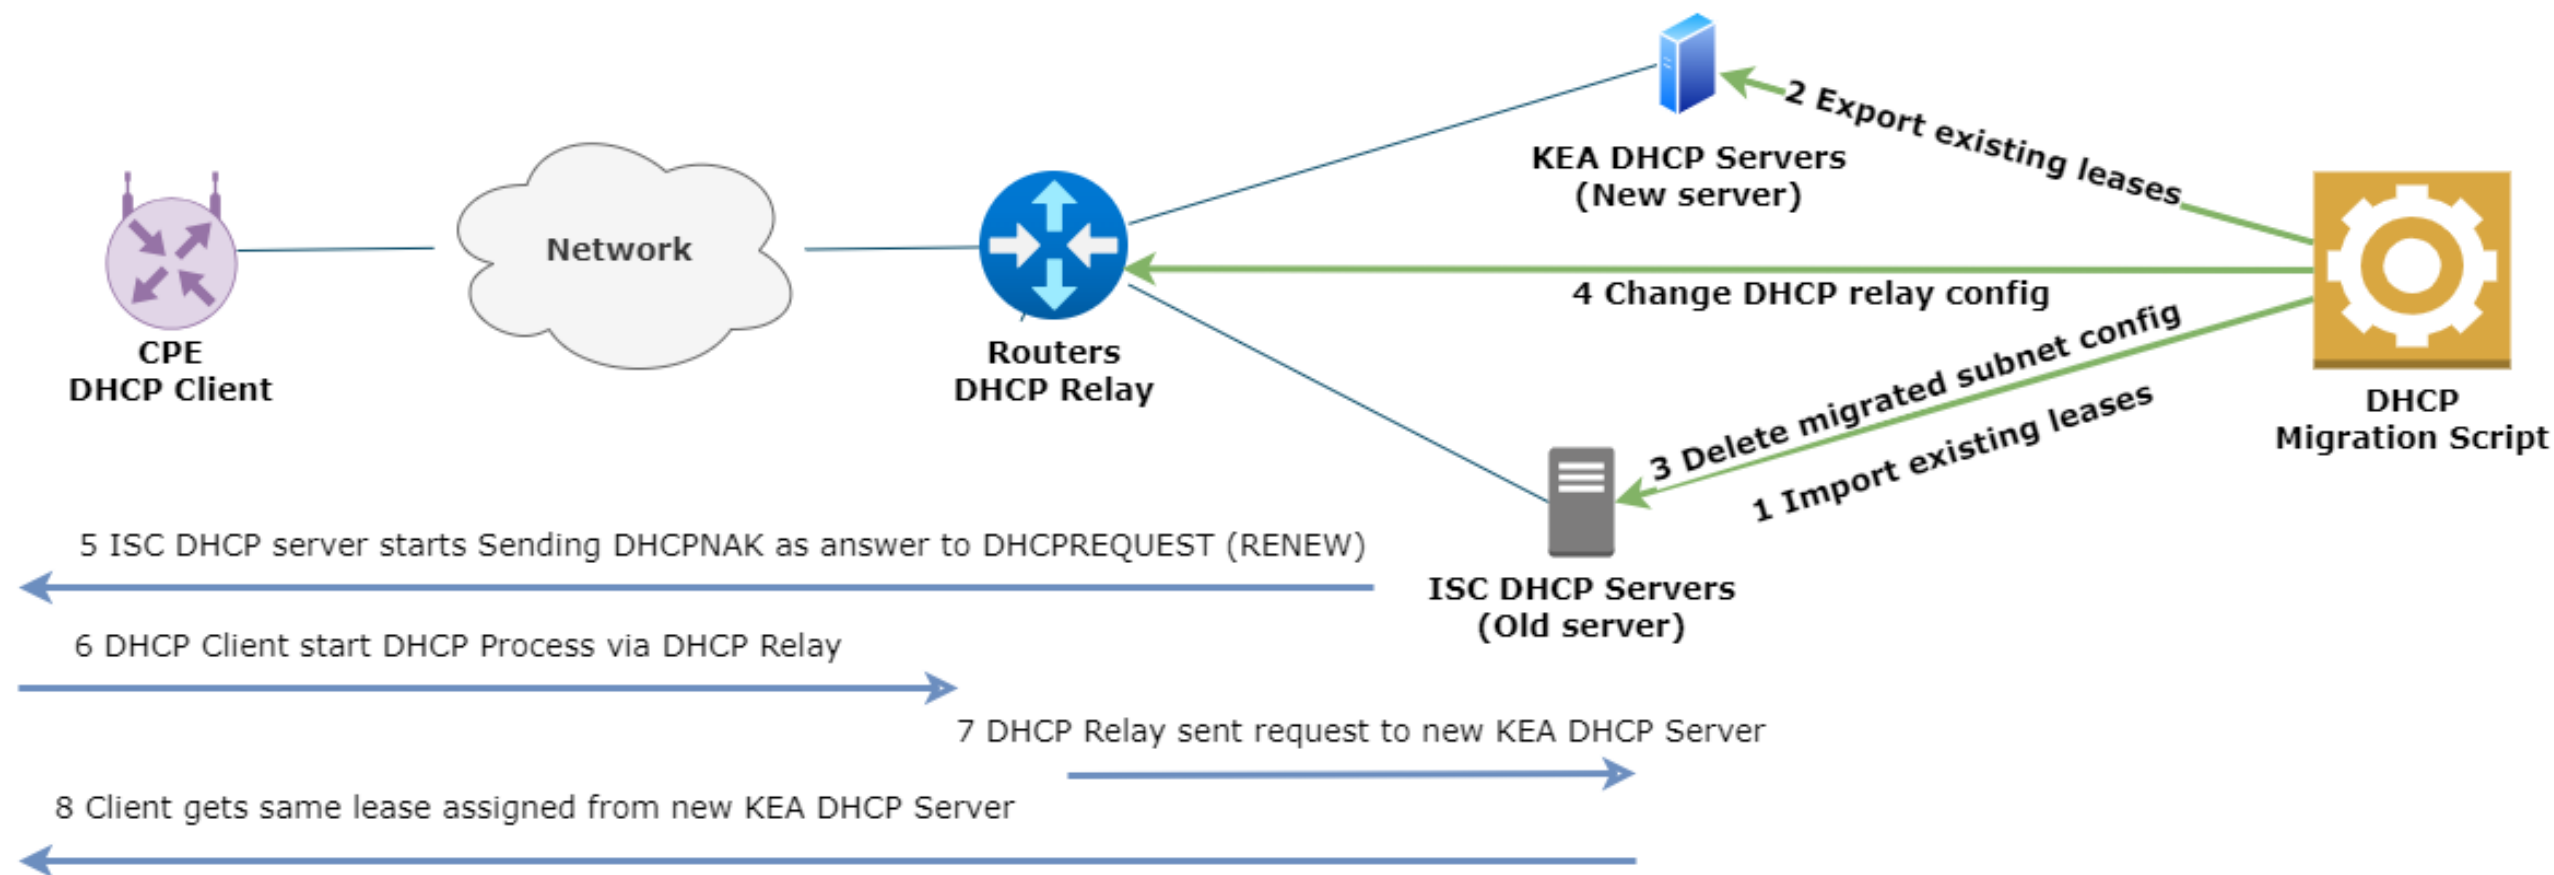 2 Export existing leases
KEA DHCP Servers
(New server)
Network
4 Change DHCP relay config
3 Delete migrated subnet config
1 Import existing leases
CPE
DHCP Client
Routers
DHCP Relay
DHCP
Migration Script
5 ISC DHCP server starts Sending DHCPNAK as answer to DHCPREQUEST (RENEW)
ISC DHCP Servers
(Old server)
6 DHCP Client start DHCP Process via DHCP Relay
7 DHCP Relay sent request to new KEA DHCP Server
8 Client gets same lease assigned from new KEA DHCP Server